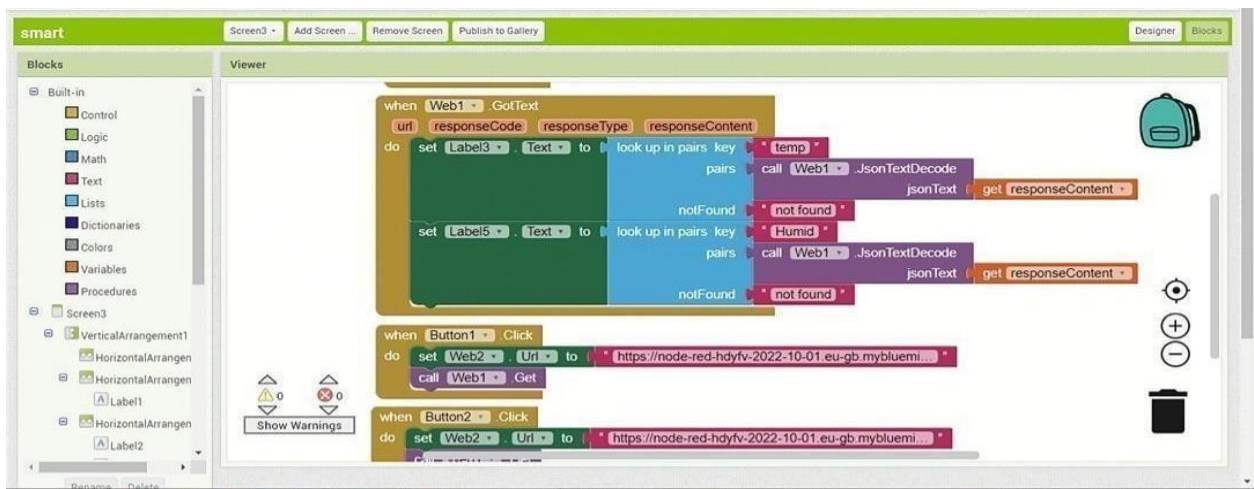 smart Screen3 Add Screen ... Remove Screen Publish to Gallery Designer Blocks
Blocks Viewer
Built-in
Control
Logic
Math
Text
Lists
Dictionaries
Colors
Variables
Procedures
Screen3
VerticalArrangement1
HorizontalArrangen
HorizontalArrangen
Label1
HorizontalArrangen
Label2
Rename Delete
when Web1 .GotText
url responseCode responseType responseContent
do set Label3 . Text to look up in pairs key " temp "
pairs call Web1 .JsonTextDecode
jsonText get responseContent
notFound " not found "
set Label5 . Text to look up in pairs key " Humid "
pairs call Web1 .JsonTextDecode
jsonText get responseContent
notFound " not found "
when Button1 .Click
do set Web2 . Url to " https://node-red-hdyfv-2022-10-01.eu-gb.mybluemi... "
call Web1 .Get
when Button2 .Click
do set Web2 . Url to " https://node-red-hdyfv-2022-10-01.eu-gb.mybluemi... "
0 0
Show Warnings